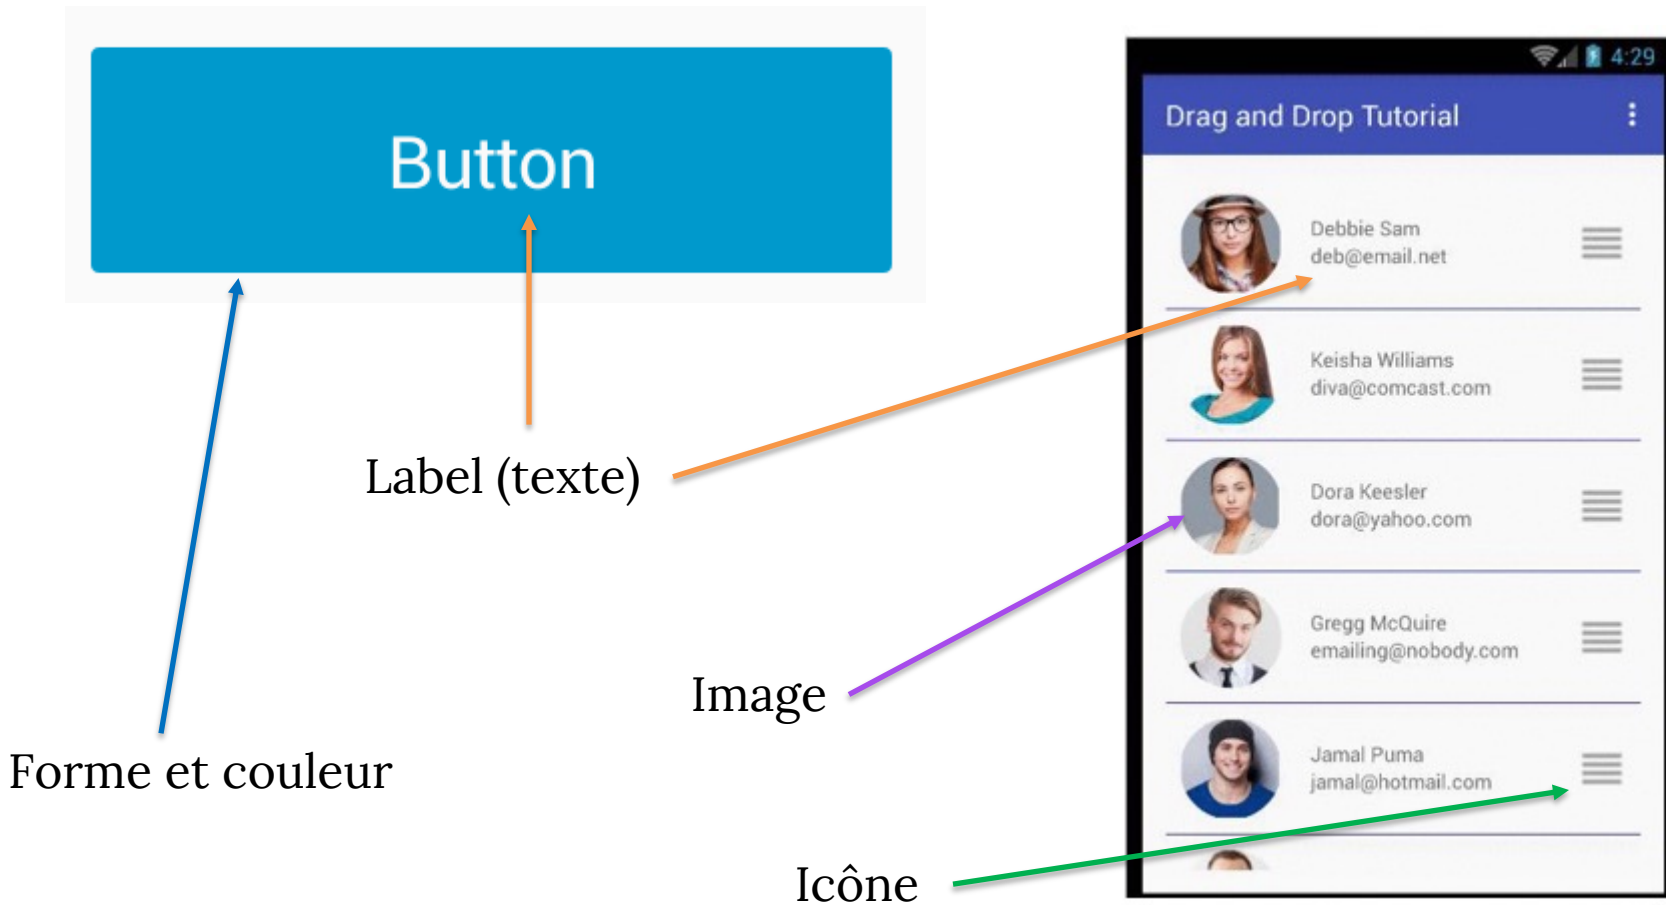 Button
Label (texte)
Forme et couleur
Image
Icône
4:29
Drag and Drop Tutorial
Debbie Sam
deb@email.net
Keisha Williams
diva@comcast.com
Dora Keesler
dora@yahoo.com
Gregg McQuire
emailing@nobody.com
Jamal Puma
jamal@hotmail.com